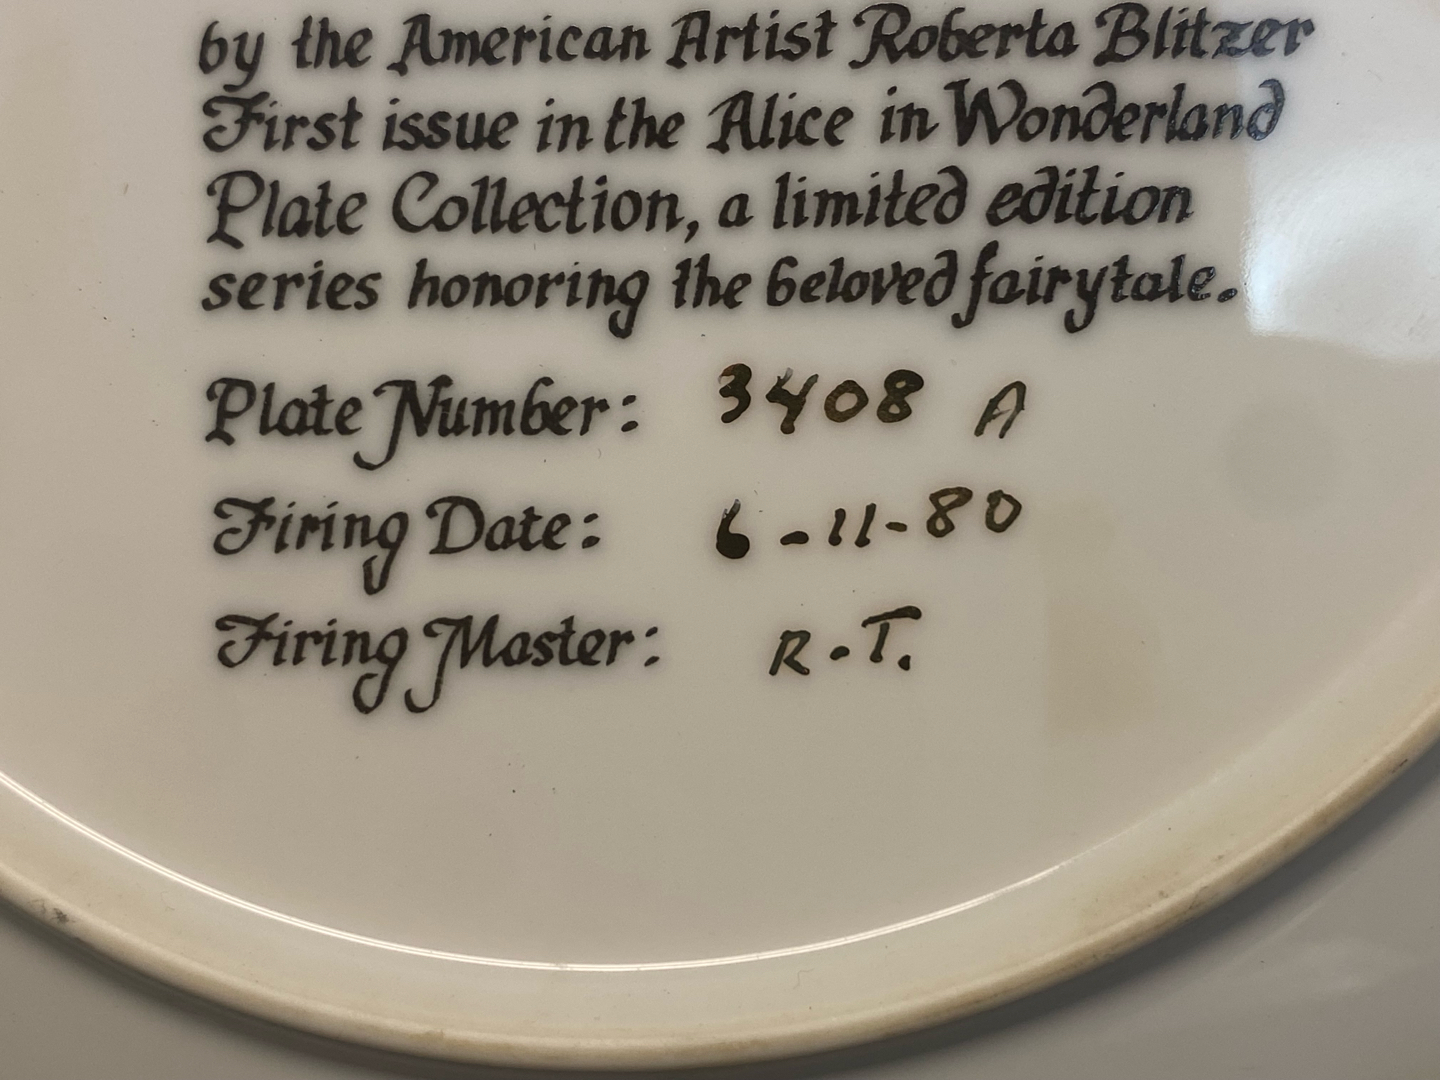 by the American Artist Roberta Blitzer
First issue in the Alice in Wonderland
Plate Collection, a limited edition
series honoring the beloved fairytale.
Plate Number: 3408 A
Firing Date: 6-11-80
Firing Master: R.T.